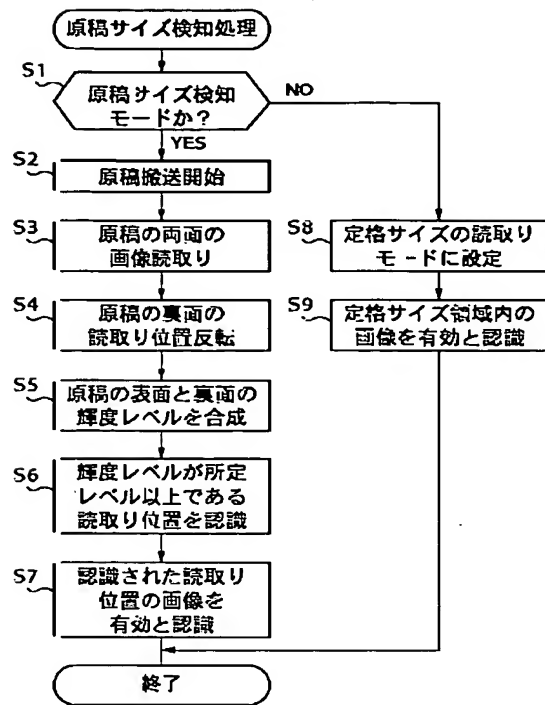 原稿サイズ検知処理
S1
原稿サイズ検知
モードか？
NO
YES
S2
原稿搬送開始
S3
原稿の両面の
画像読取り
S8
定格サイズの読取り
モードに設定
S4
原稿の裏面の
読取り位置反転
S9
定格サイズ領域内の
画像を有効と認識
S5
原稿の表面と裏面の
輝度レベルを合成
S6
輝度レベルが所定
レベル以上である
読取り位置を認識
S7
認識された読取り
位置の画像を
有効と認識
終了